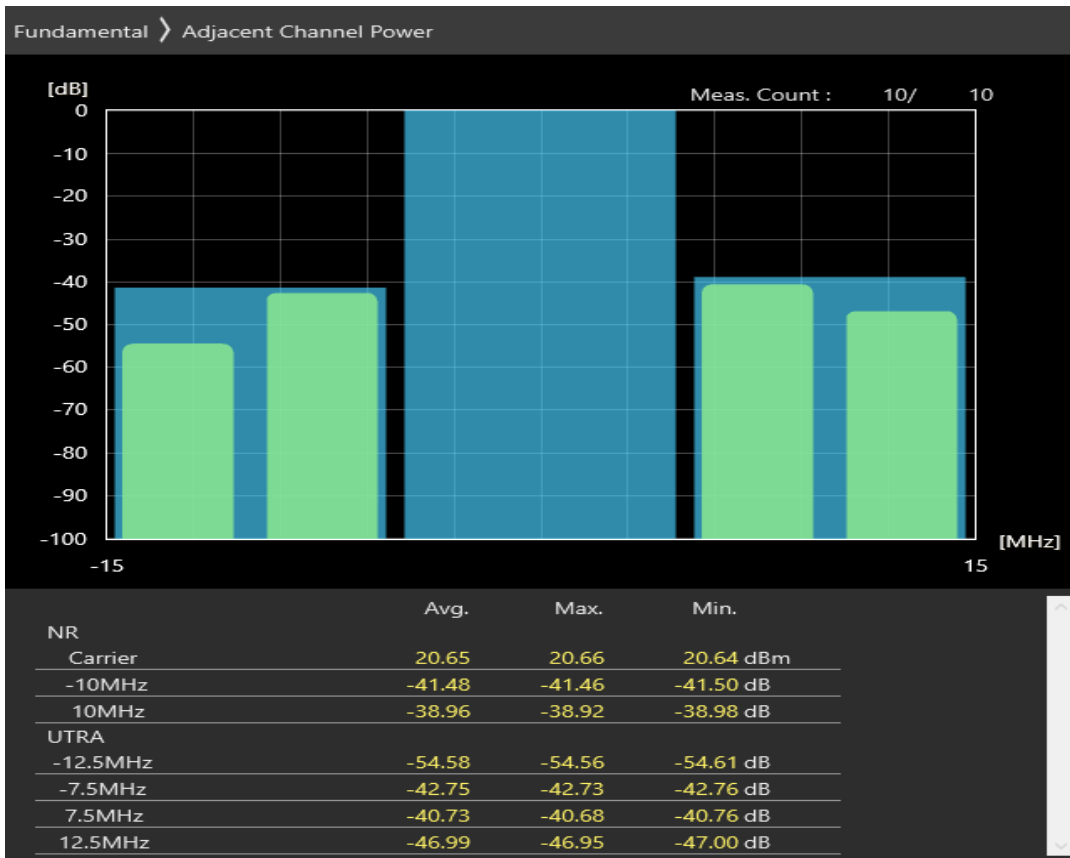 Fundamental 〉 Adjacent Channel Power
[dB]
Meas. Count : 10/ 10
0
-10
-20
-30
-40
-50
-60
-70
-80
-90
-100
[MHz]
-15 15
Avg. Max. Min.
NR
Carrier 20.65 20.66 20.64 dBm
-10MHz -41.48 -41.46 -41.50 dB
10MHz -38.96 -38.92 -38.98 dB
UTRA
-12.5MHz -54.58 -54.56 -54.61 dB
-7.5MHz -42.75 -42.73 -42.76 dB
7.5MHz -40.73 -40.68 -40.76 dB
12.5MHz -46.99 -46.95 -47.00 dB